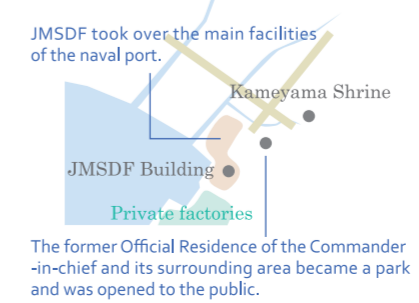 JMSDF took over the main facilities
of the naval port.
Kameyama Shrine
JMSDF Building
Private factories
The former Official Residence of the Commander
-in-chief and its surrounding area became a park
and was opened to the public.